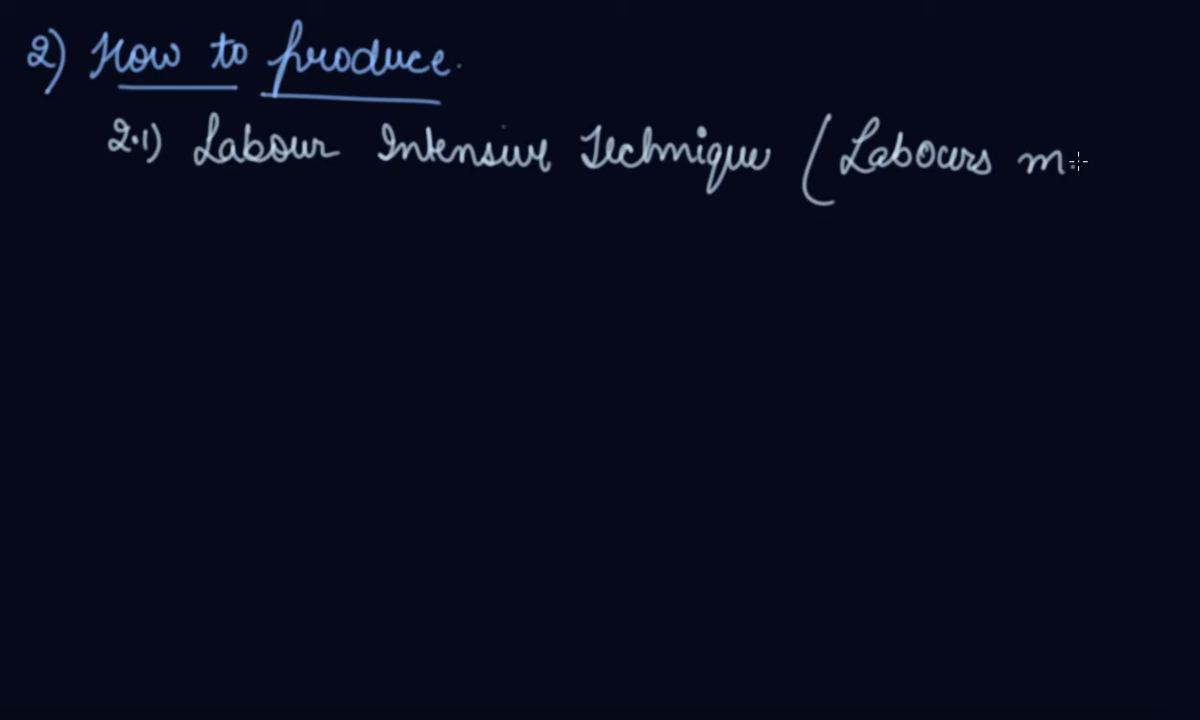 2) How to produce.
2.1) Labour Intensive Technique (Labours m